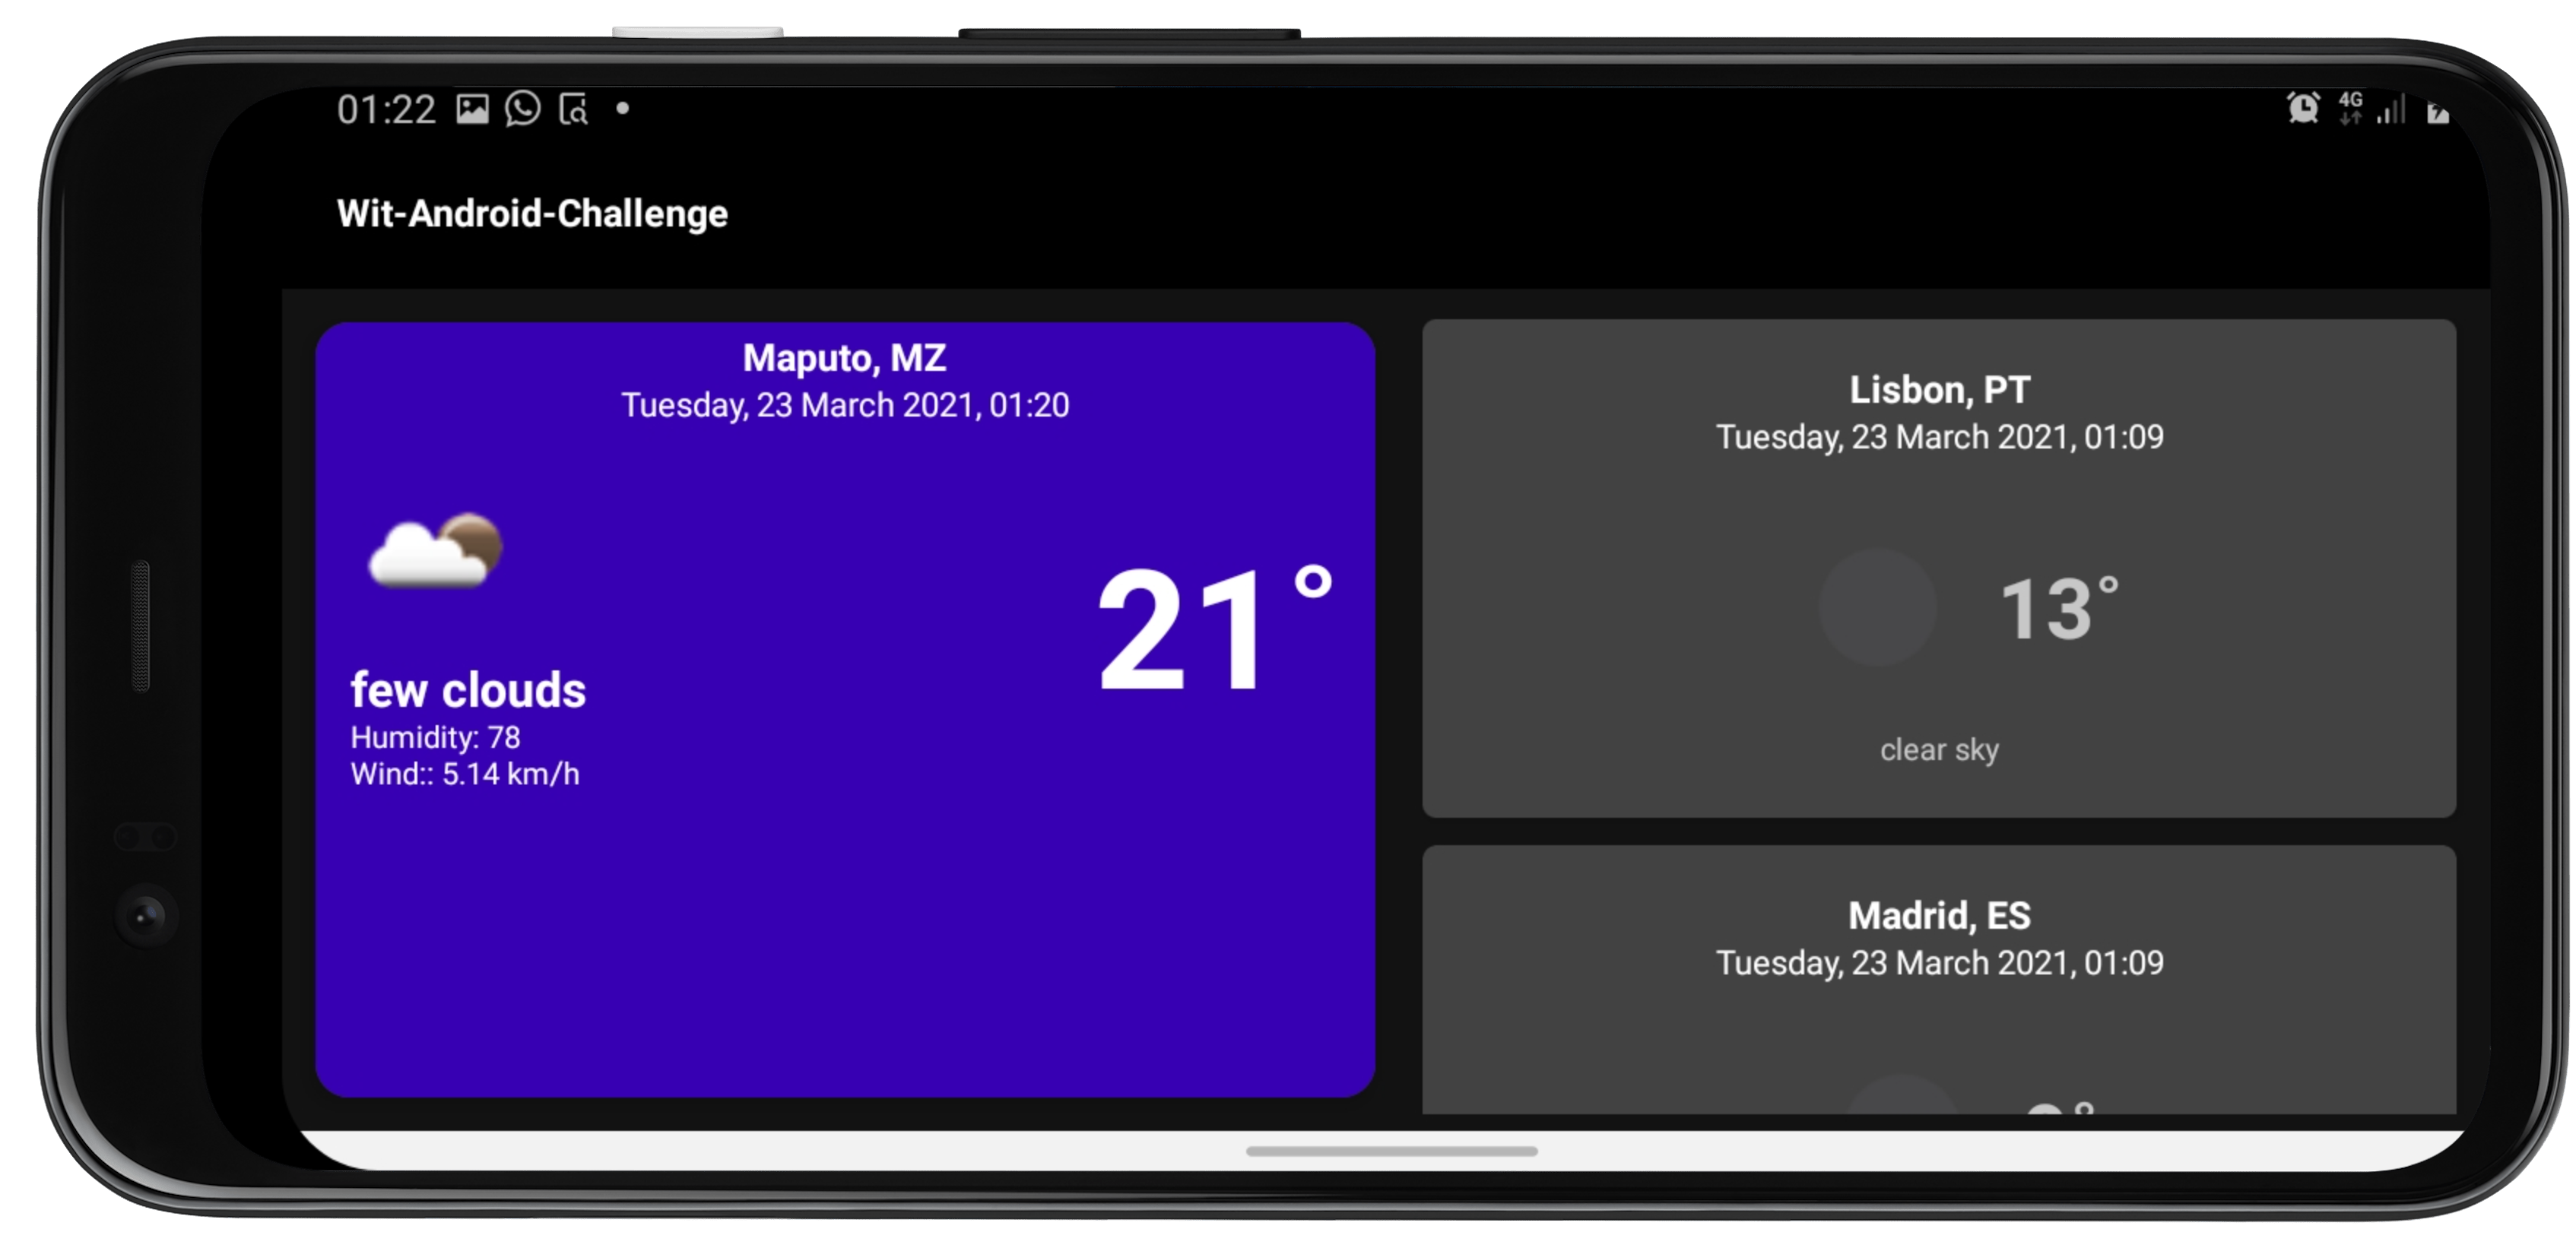 01:22
4G
Wit-Android-Challenge
Maputo, MZ
Tuesday, 23 March 2021, 01:20
21°
few clouds
Humidity: 78
Wind:: 5.14 km/h
Lisbon, PT
Tuesday, 23 March 2021, 01:09
13°
clear sky
Madrid, ES
Tuesday, 23 March 2021, 01:09